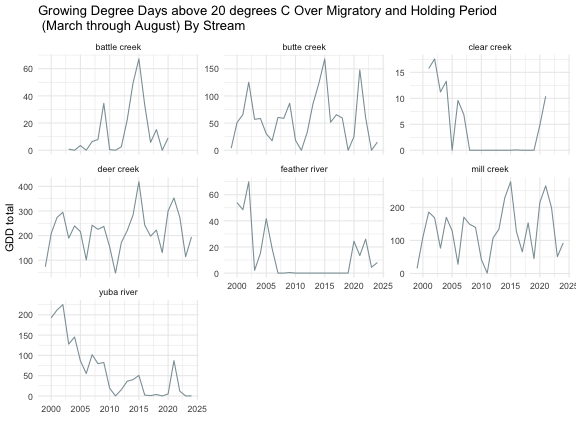 Growing Degree Days above 20 degrees C Over Migratory and Holding Period
(March through August) By Stream
battle creek
butte creek
clear creek
60
40
20
0
150
100
50
0
15
10
5
0
deer creek
feather river
mill creek
GDD total
400
300
200
100
60
40
20
0
200
100
0
2000 2005 2010 2015 2020 2025
2000 2005 2010 2015 2020 2025
yuba river
200
150
100
50
0
2000 2005 2010 2015 2020 2025